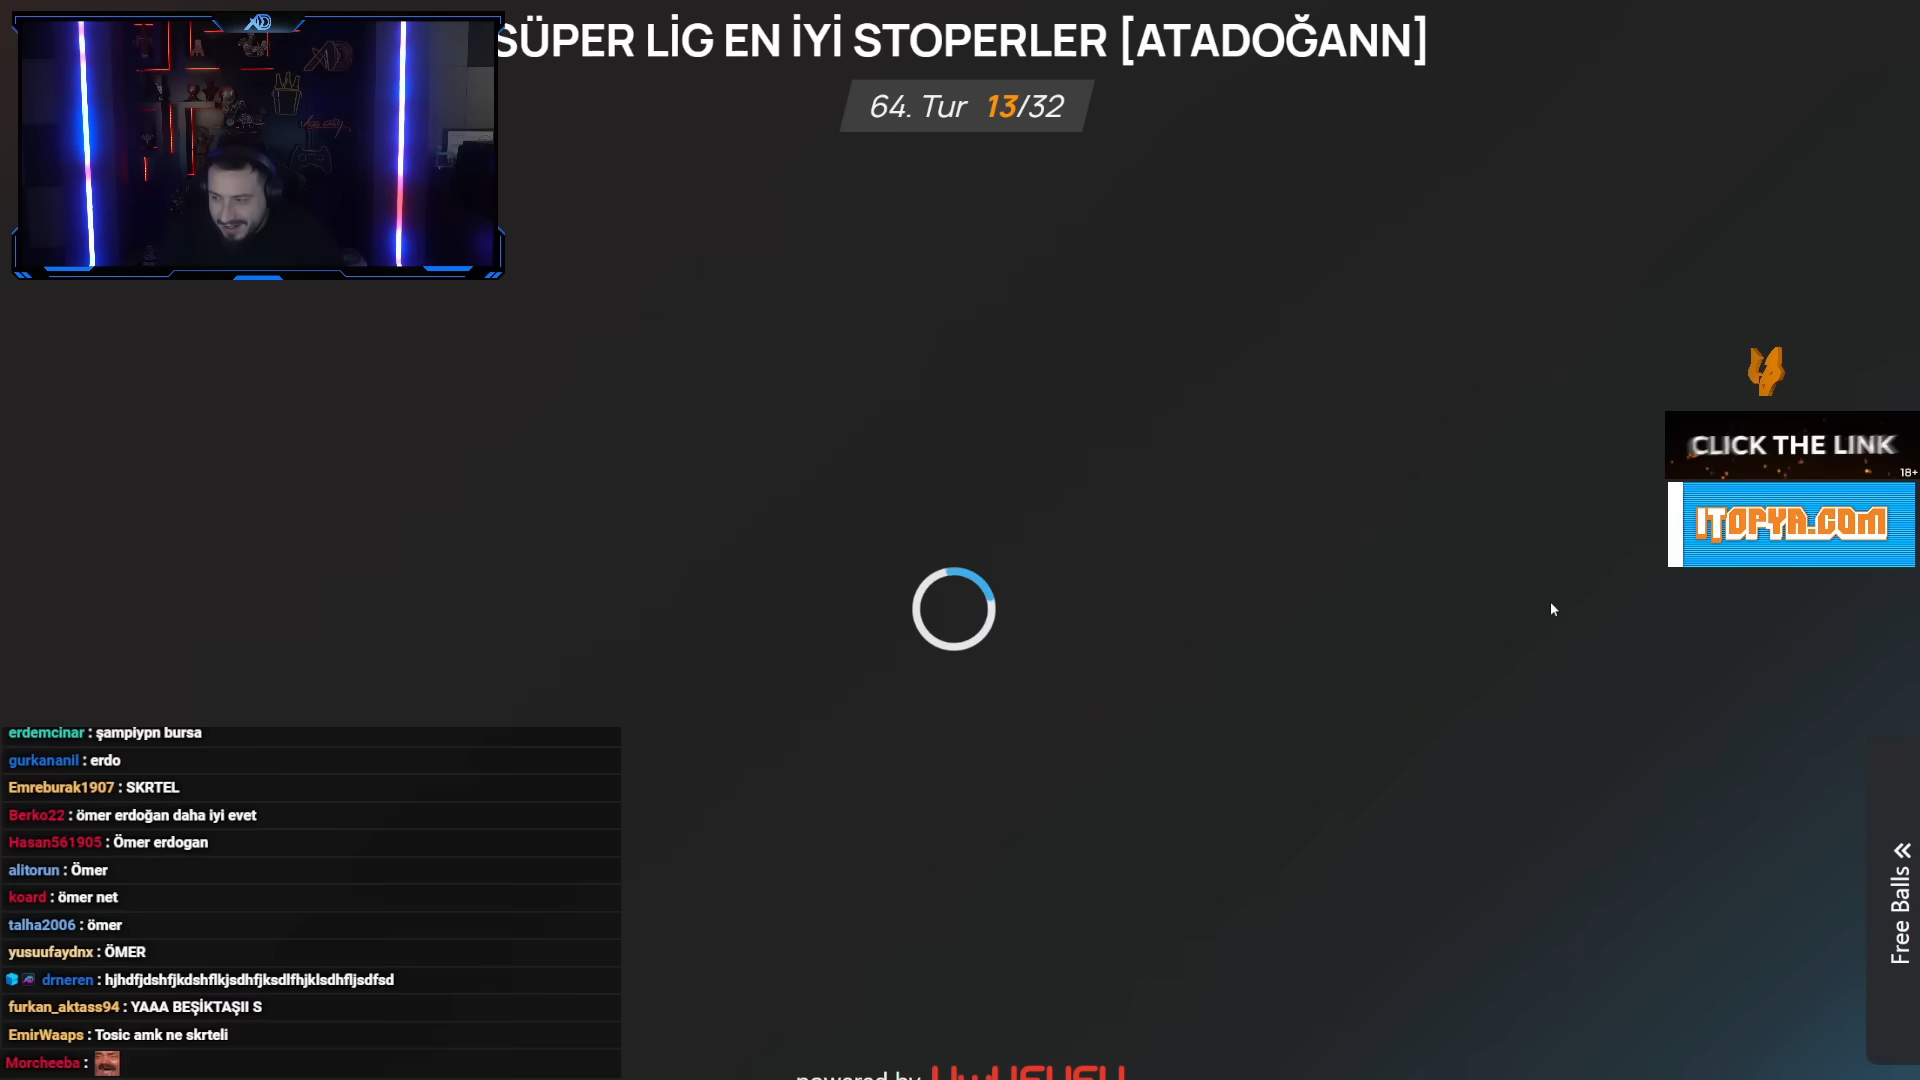 SÜPER LİG EN İYİ STOPERLER [ATADOĞANN]
64. Tur 13/32
CLICK THE LINK
18+
ITOPYA.COM
erdemcinar : şampiypn bursa
gurkananil : erdo
Emreburak1907 : SKRTEL
Berko22 : ömer erdoğan daha iyi evet
Hasan561905 : Ömer erdogan
alitorun : Ömer
koard : ömer net
talha2006 : ömer
yusuufaydnx : ÖMER
drneren : hjhdfjdshfjkdshflkjsdhfjksdlfhjklsdhfljsdfsd
furkan_aktass94 : YAAA BEŞİKTAŞII S
EmirWaaps : Tosic amk ne skrteli
Morcheeba :
Free Balls
powered by